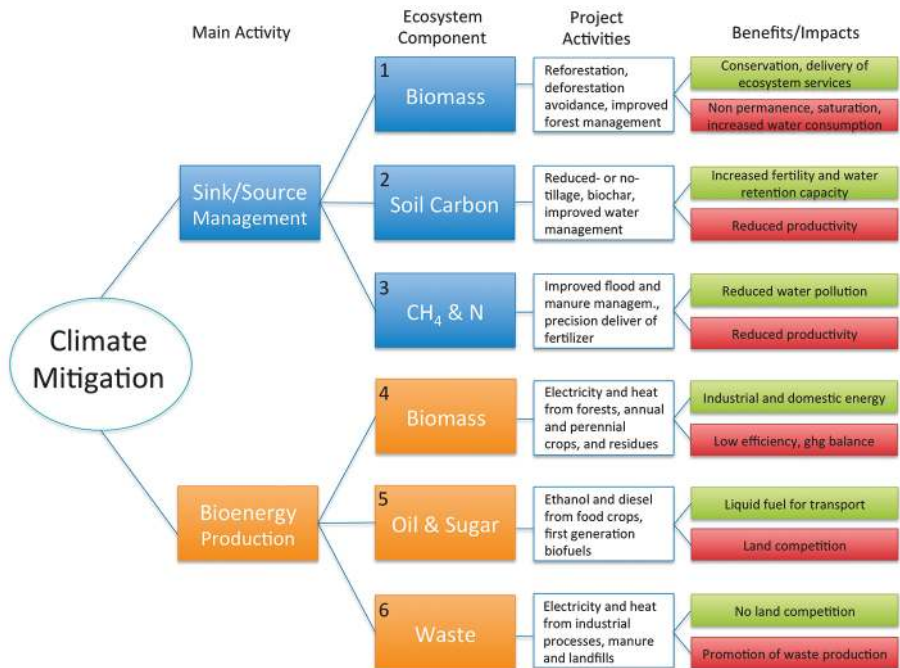 Main Activity
Ecosystem
Component
Project
Activities
Benefits/Impacts
Climate
Mitigation
Sink/Source
Management
1
Biomass
Reforestation,
deforestation
avoidance, improved
forest management
Conservation, delivery of
ecosystem services
Non permanence, saturation,
increased water consumption
2
Soil Carbon
Reduced- or no-
tillage, biochar,
improved water
management
Increased fertility and water
retention capacity
Reduced productivity
3
CH₄ & N
Improved flood and
manure managem.,
precision deliver of
fertilizer
Reduced water pollution
Reduced productivity
Bioenergy
Production
4
Biomass
Electricity and heat
from forests, annual
and perennial
crops, and residues
Industrial and domestic energy
Low efficiency, ghg balance
5
Oil & Sugar
Ethanol and diesel
from food crops,
first generation
biofuels
Liquid fuel for transport
Land competition
6
Waste
Electricity and heat
from industrial
processes, manure
and landfills
No land competition
Promotion of waste production